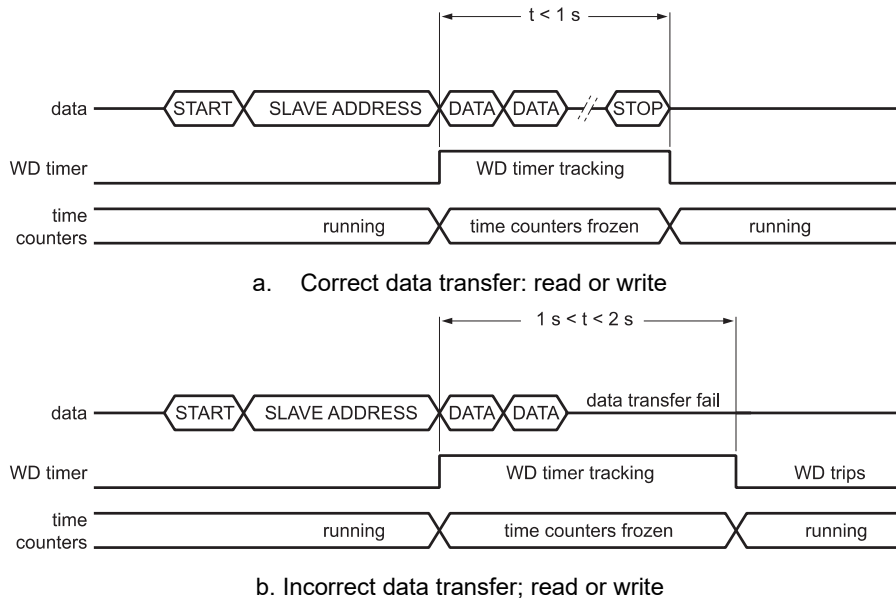 t < 1 s
data START SLAVE ADDRESS DATA DATA STOP
WD timer WD timer tracking
time
counters
running time counters frozen running
a. Correct data transfer: read or write
1 s < t < 2 s
data START SLAVE ADDRESS DATA DATA data transfer fail
WD timer WD timer tracking WD trips
time
counters
running time counters frozen running
b. Incorrect data transfer; read or write